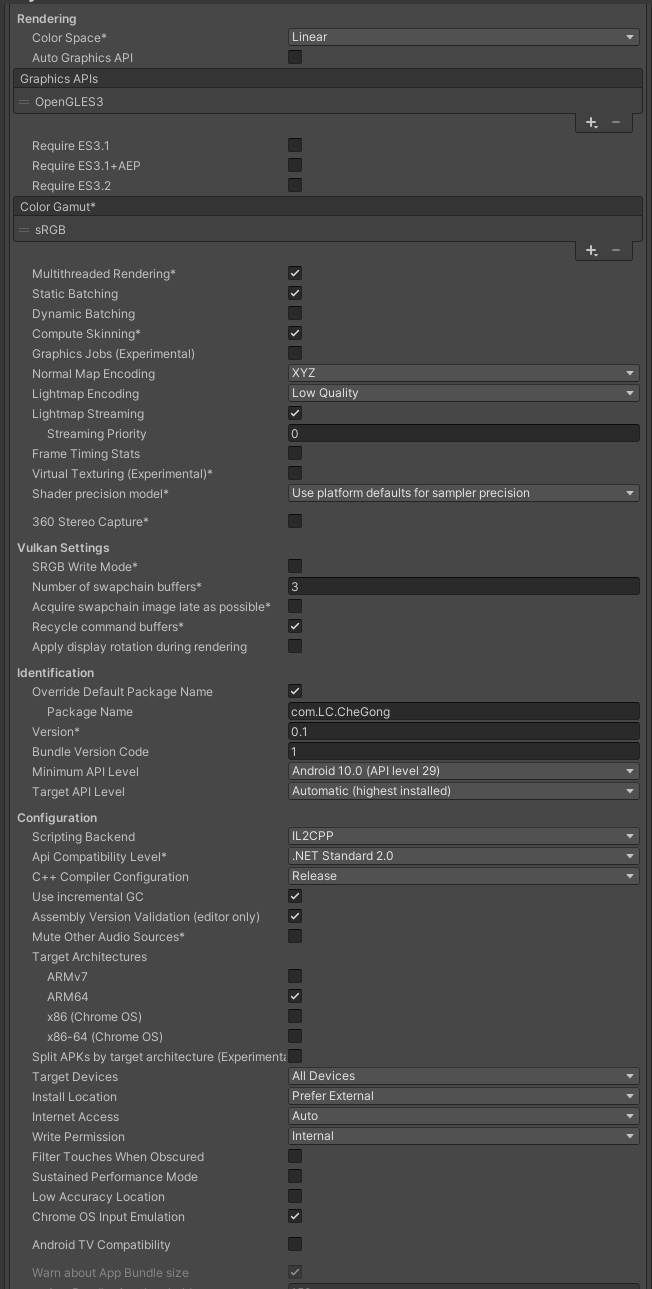 Rendering
Color Space* Linear
Auto Graphics API
Graphics APIs
OpenGLES3
Require ES3.1
Require ES3.1+AEP
Require ES3.2
Color Gamut*
sRGB
Multithreaded Rendering*
Static Batching
Dynamic Batching
Compute Skinning*
Graphics Jobs (Experimental)
Normal Map Encoding XYZ
Lightmap Encoding Low Quality
Lightmap Streaming
Streaming Priority 0
Frame Timing Stats
Virtual Texturing (Experimental)*
Shader precision model* Use platform defaults for sampler precision
360 Stereo Capture*
Vulkan Settings
SRGB Write Mode*
Number of swapchain buffers* 3
Acquire swapchain image late as possible*
Recycle command buffers*
Apply display rotation during rendering
Identification
Override Default Package Name
Package Name com.LC.CheGong
Version* 0.1
Bundle Version Code 1
Minimum API Level Android 10.0 (API level 29)
Target API Level Automatic (highest installed)
Configuration
Scripting Backend IL2CPP
Api Compatibility Level* .NET Standard 2.0
C++ Compiler Configuration Release
Use incremental GC
Assembly Version Validation (editor only)
Mute Other Audio Sources*
Target Architectures
ARMv7
ARM64
x86 (Chrome OS)
x86-64 (Chrome OS)
Split APKs by target architecture (Experimenta
Target Devices All Devices
Install Location Prefer External
Internet Access Auto
Write Permission Internal
Filter Touches When Obscured
Sustained Performance Mode
Low Accuracy Location
Chrome OS Input Emulation
Android TV Compatibility
Warn about App Bundle size